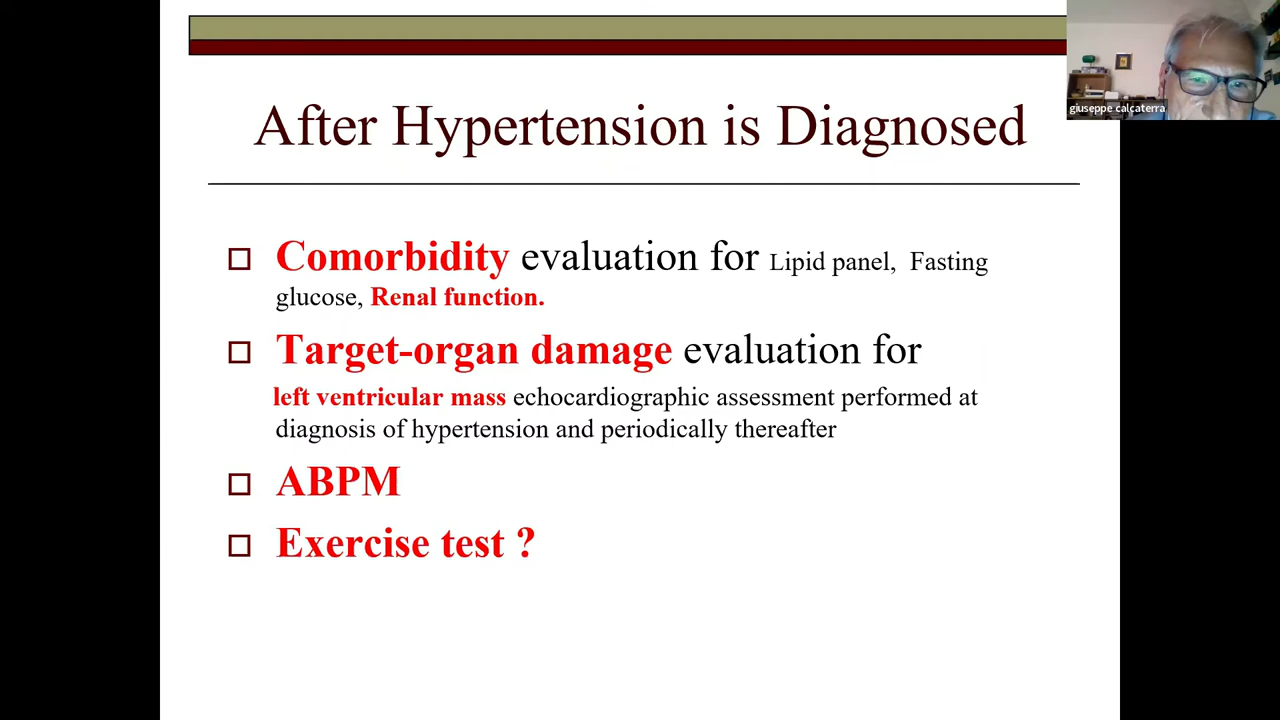 After Hypertension is Diagnosed
giuseppe calcaterra
Comorbidity evaluation for Lipid panel, Fasting
glucose, Renal function.
Target-organ damage evaluation for
left ventricular mass echocardiographic assessment performed at
diagnosis of hypertension and periodically thereafter
ABPM
Exercise test ?